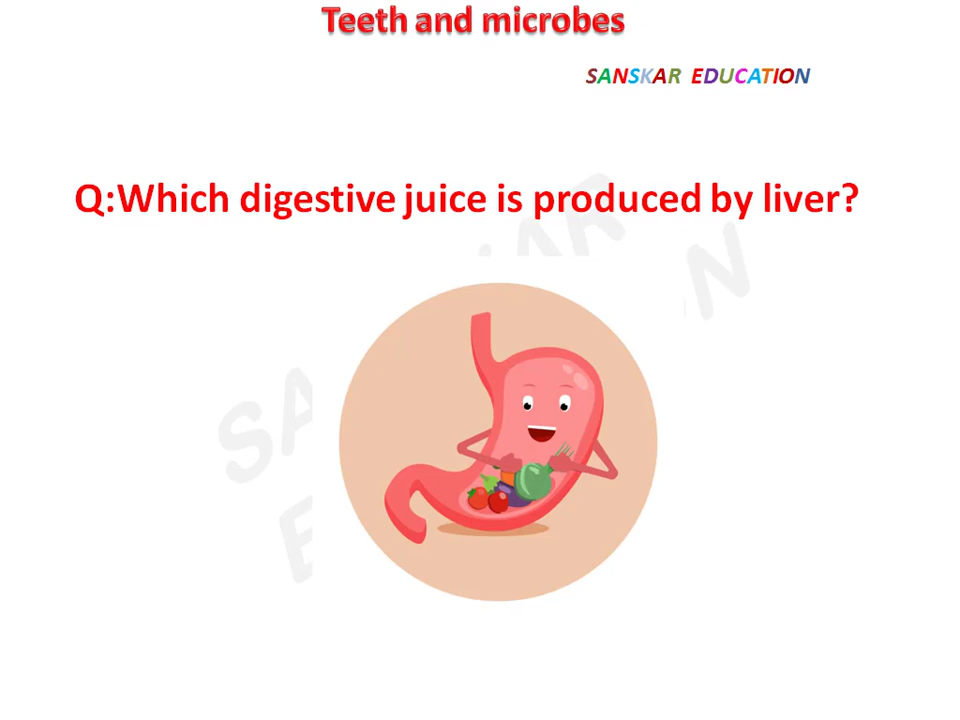 Teeth and microbes
SANSKAR EDUCATION
Q:Which digestive juice is produced by liver?